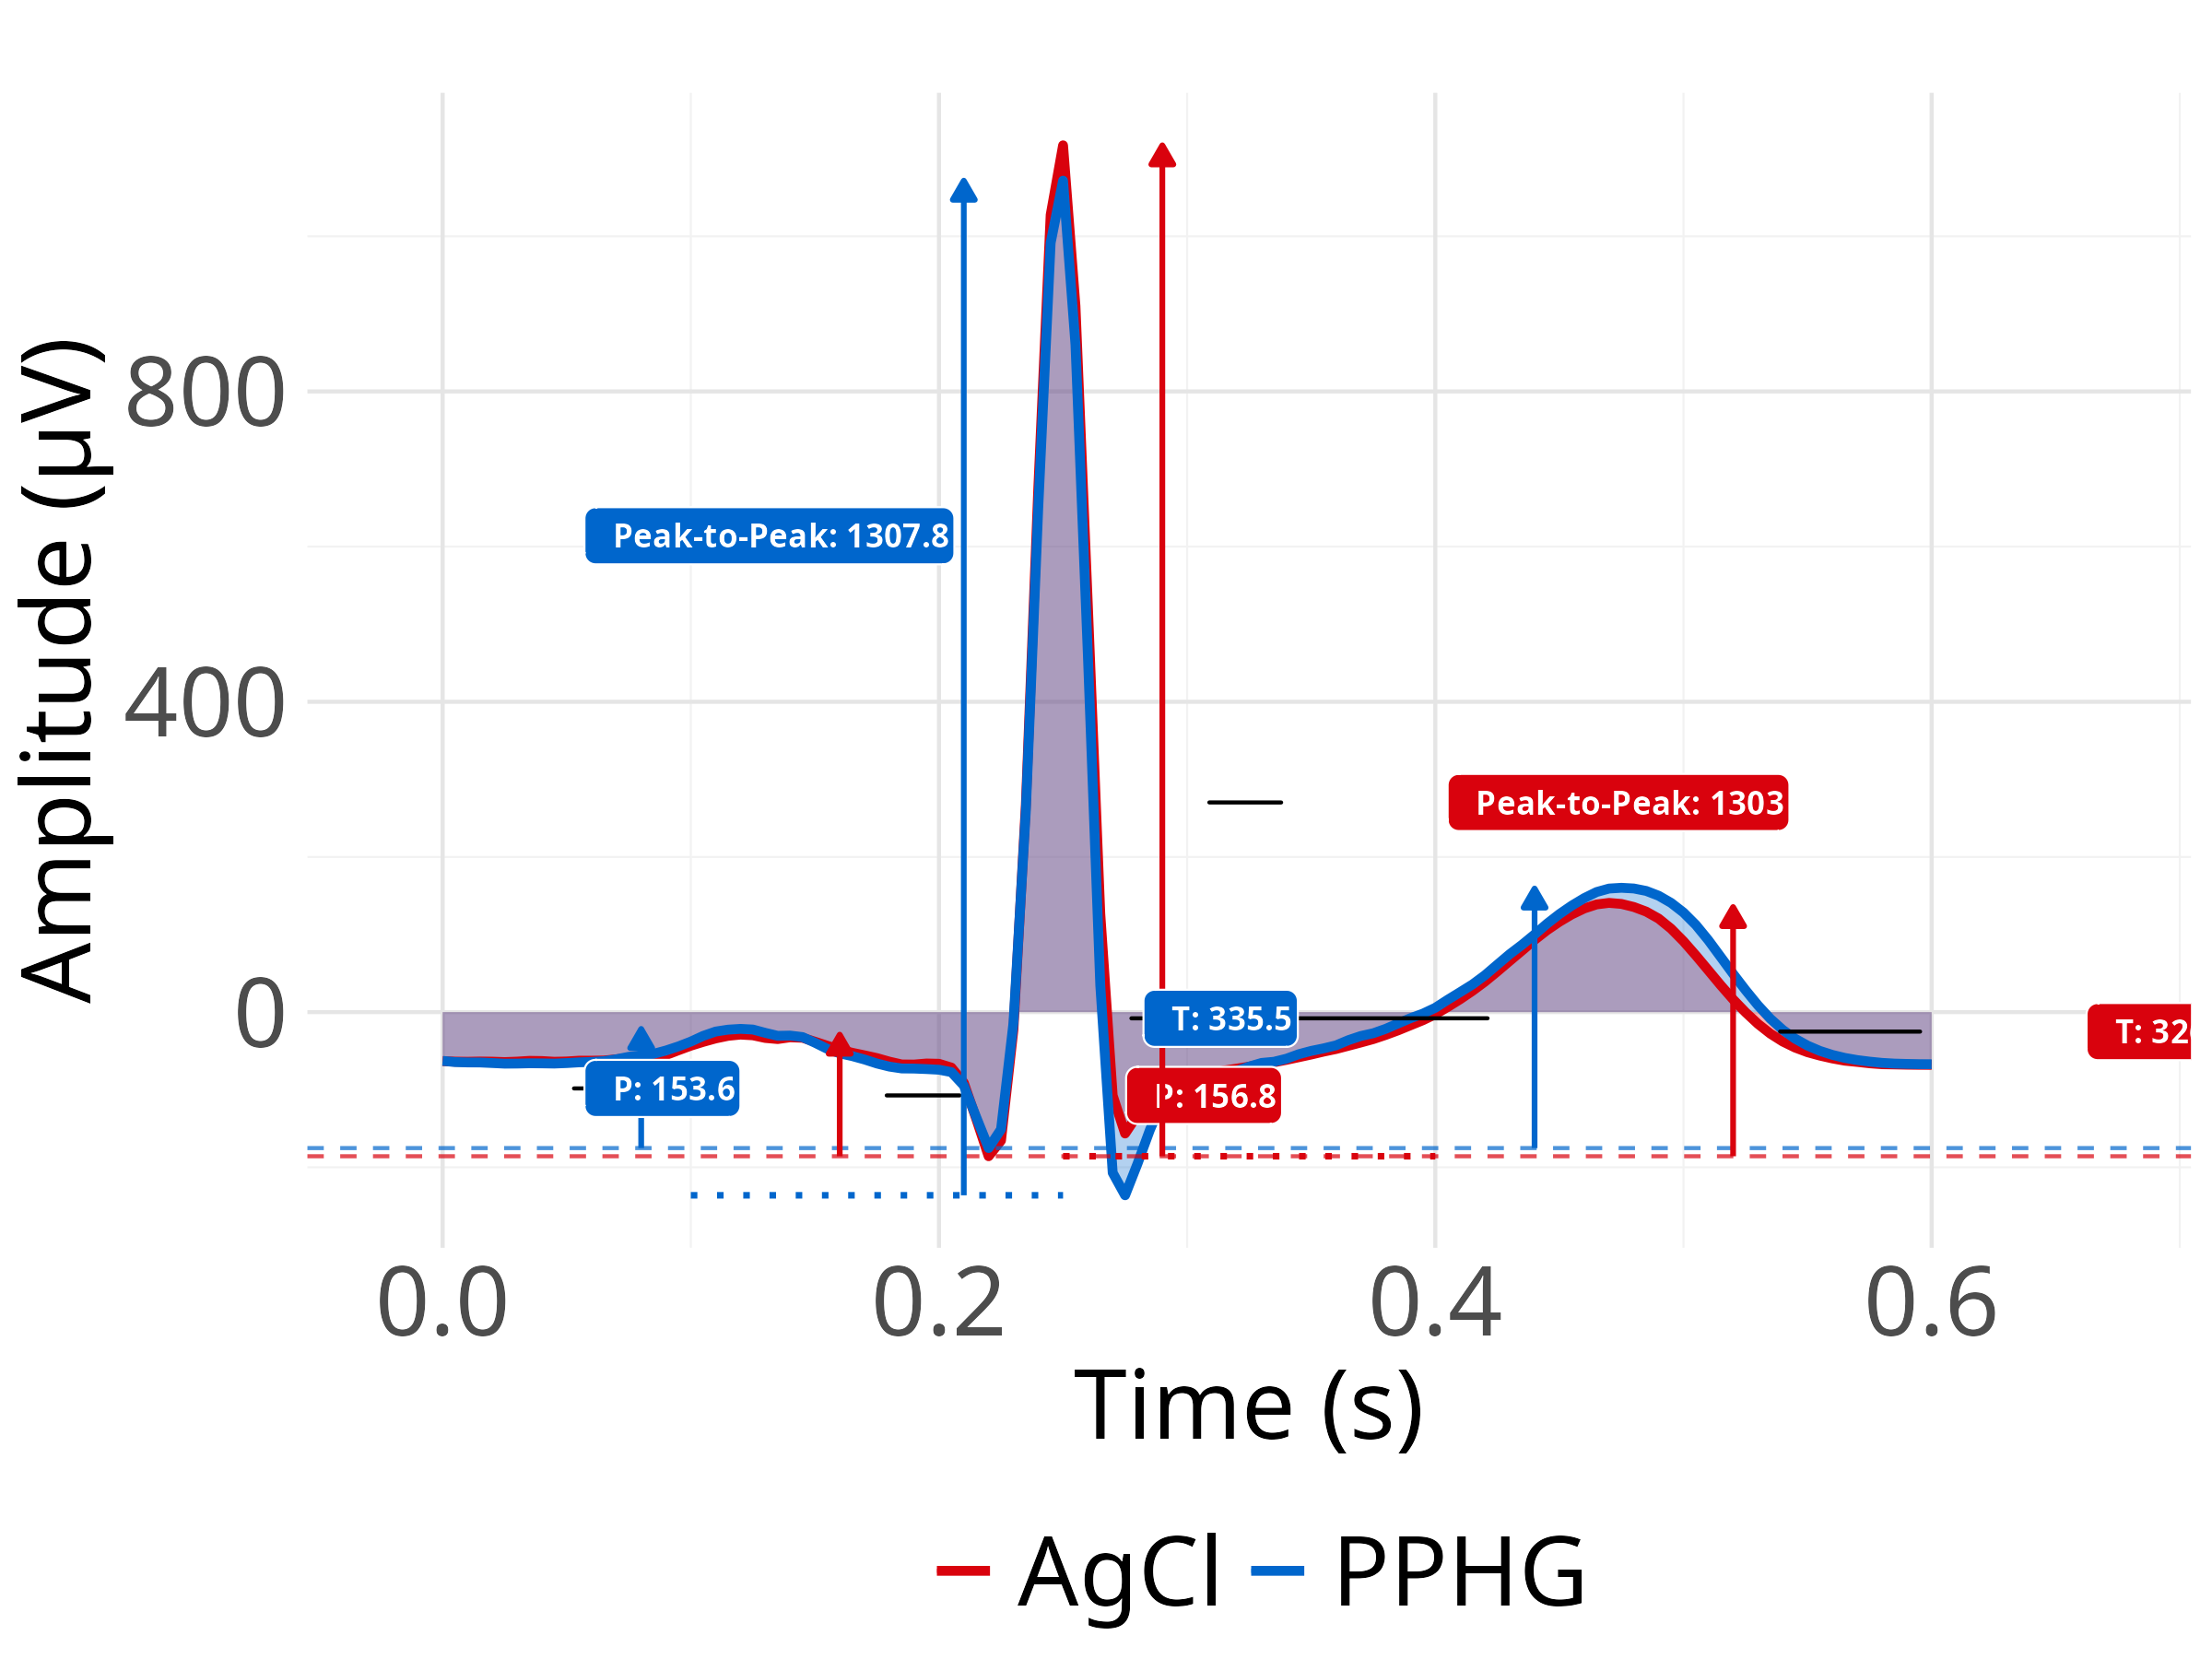 Amplitude (µV)
800
400
0
Peak-to-Peak: 1307.8
Peak-to-Peak: 1303
T: 335.5
P: 153.6
P: 156.8
T: 32
0.0 0.2 0.4 0.6
Time (s)
AgCl PPHG